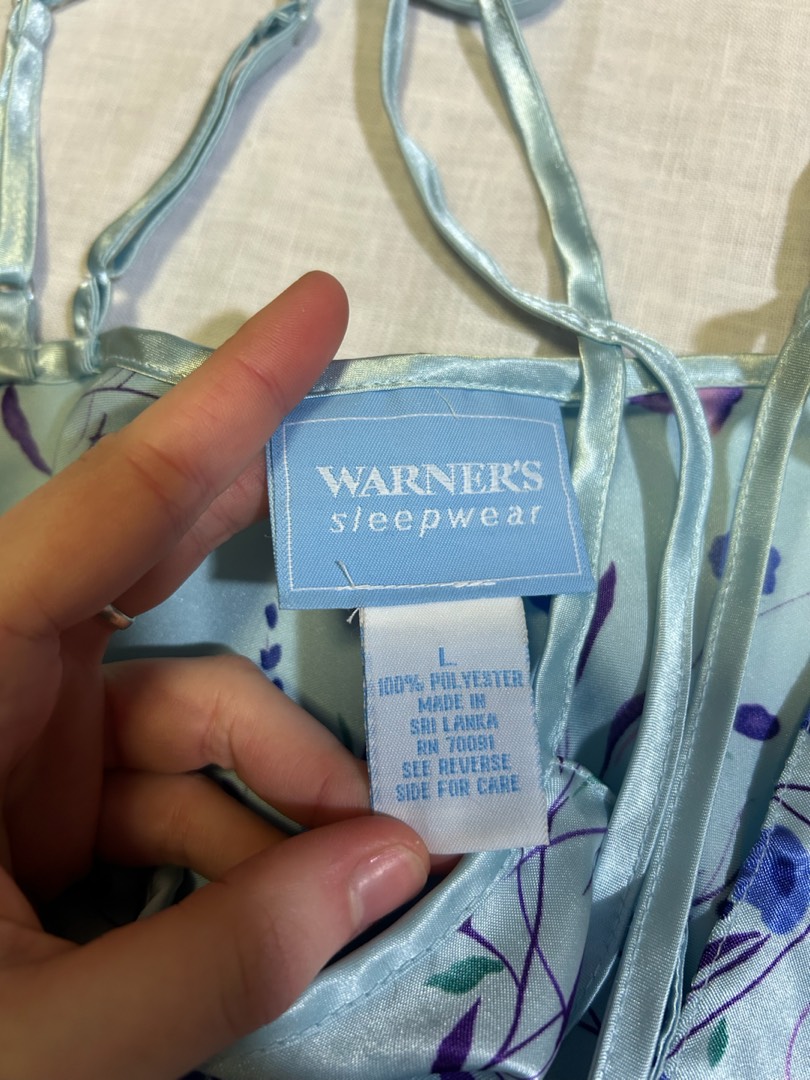 WARNER'S
sleepwear
L
100% POLYESTER
MADE IN
SRI LANKA
RN 70091
SEE REVERSE
SIDE FOR CARE